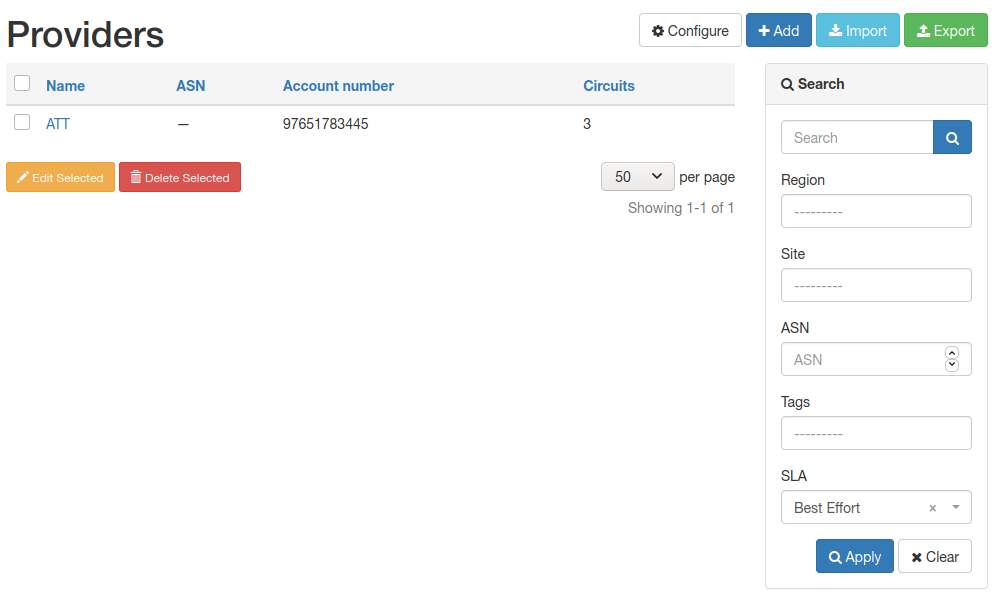 Providers
Configure
Add
Import
Export
Name ASN Account number Circuits
ATT — 97651783445 3
Edit Selected
Delete Selected
50 per page
Showing 1-1 of 1
Search
Search
Region
---------
Site
---------
ASN
ASN
Tags
---------
SLA
Best Effort ×
Apply
Clear